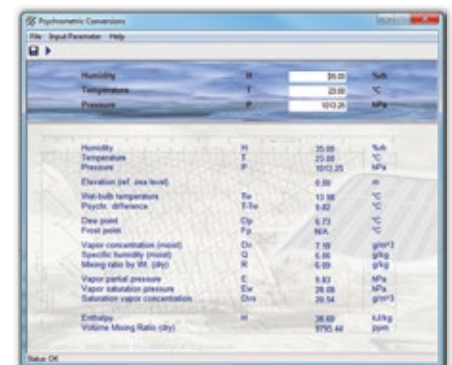 Psychrometric Conversions
File Input Parameter Help
Humidity H 35.00 %rh
Temperature T 23.00 °C
Pressure P 1013.25 hPa
Humidity H 35.00 %rh
Temperature T 23.00 °C
Pressure P 1013.25 hPa
Elevation (ref. sea level) 0.00 m
Wet-bulb temperature Tw 13.98 °C
Psychr. difference T-Tw 9.02 °C
Dew point Dp 6.73 °C
Frost point Fp N/A °C
Vapor concentration (moist) Dv 7.19 g/m^3
Specific humidity (moist) Q 6.06 g/kg
Mixing ratio by Wt. (dry) R 6.09 g/kg
Vapor partial pressure E 9.83 hPa
Vapor saturation pressure Ew 28.08 hPa
Saturation vapor concentration Dvs 20.54 g/m^3
Enthalpy H 38.60 kJ/kg
Volume Mixing Ratio (dry) 9795.44 ppm
Status: OK